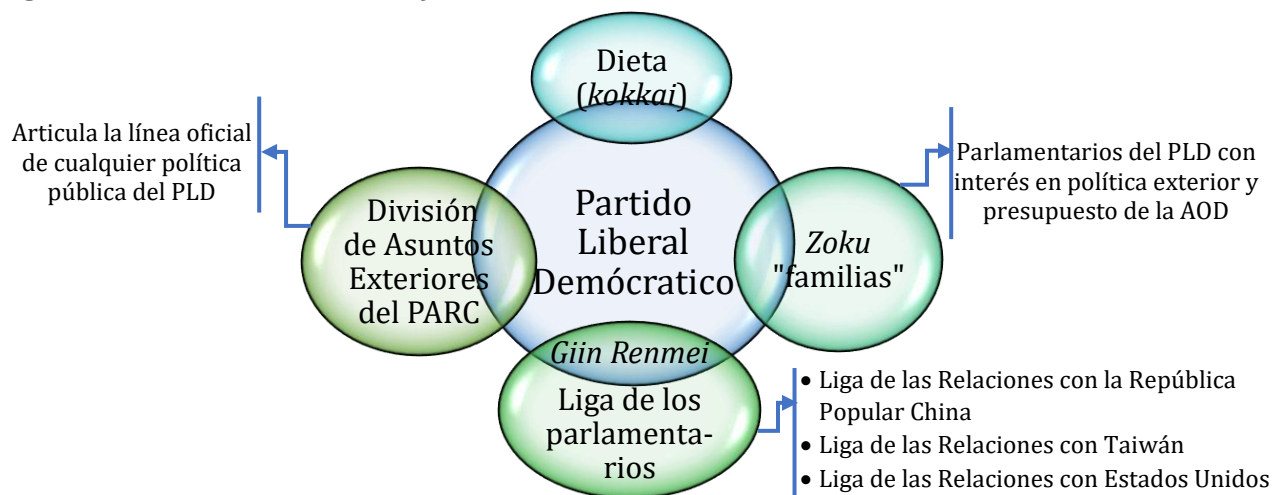 Dieta
(kokkai)
Articula la línea oficial
de cualquier política
pública del PLD
División
de Asuntos
Exteriores
del PARC
Partido
Liberal
Demócratico
Zoku
"familias"
Parlamentarios del PLD con
interés en política exterior y
presupuesto de la AOD
Giin Renmei
Liga de los
parlamenta-
rios
• Liga de las Relaciones con la República
Popular China
• Liga de las Relaciones con Taiwán
• Liga de las Relaciones con Estados Unidos